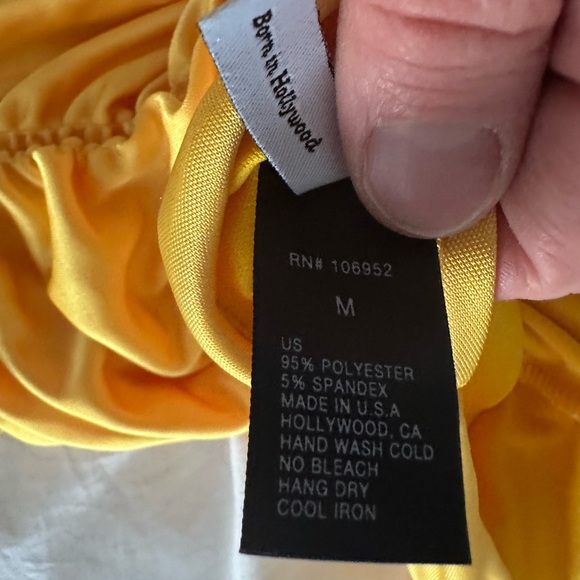 Born in Hollywood
RN# 106952
M
US
95% POLYESTER
5% SPANDEX
MADE IN U.S.A
HOLLYWOOD, CA
HAND WASH COLD
NO BLEACH
HANG DRY
COOL IRON